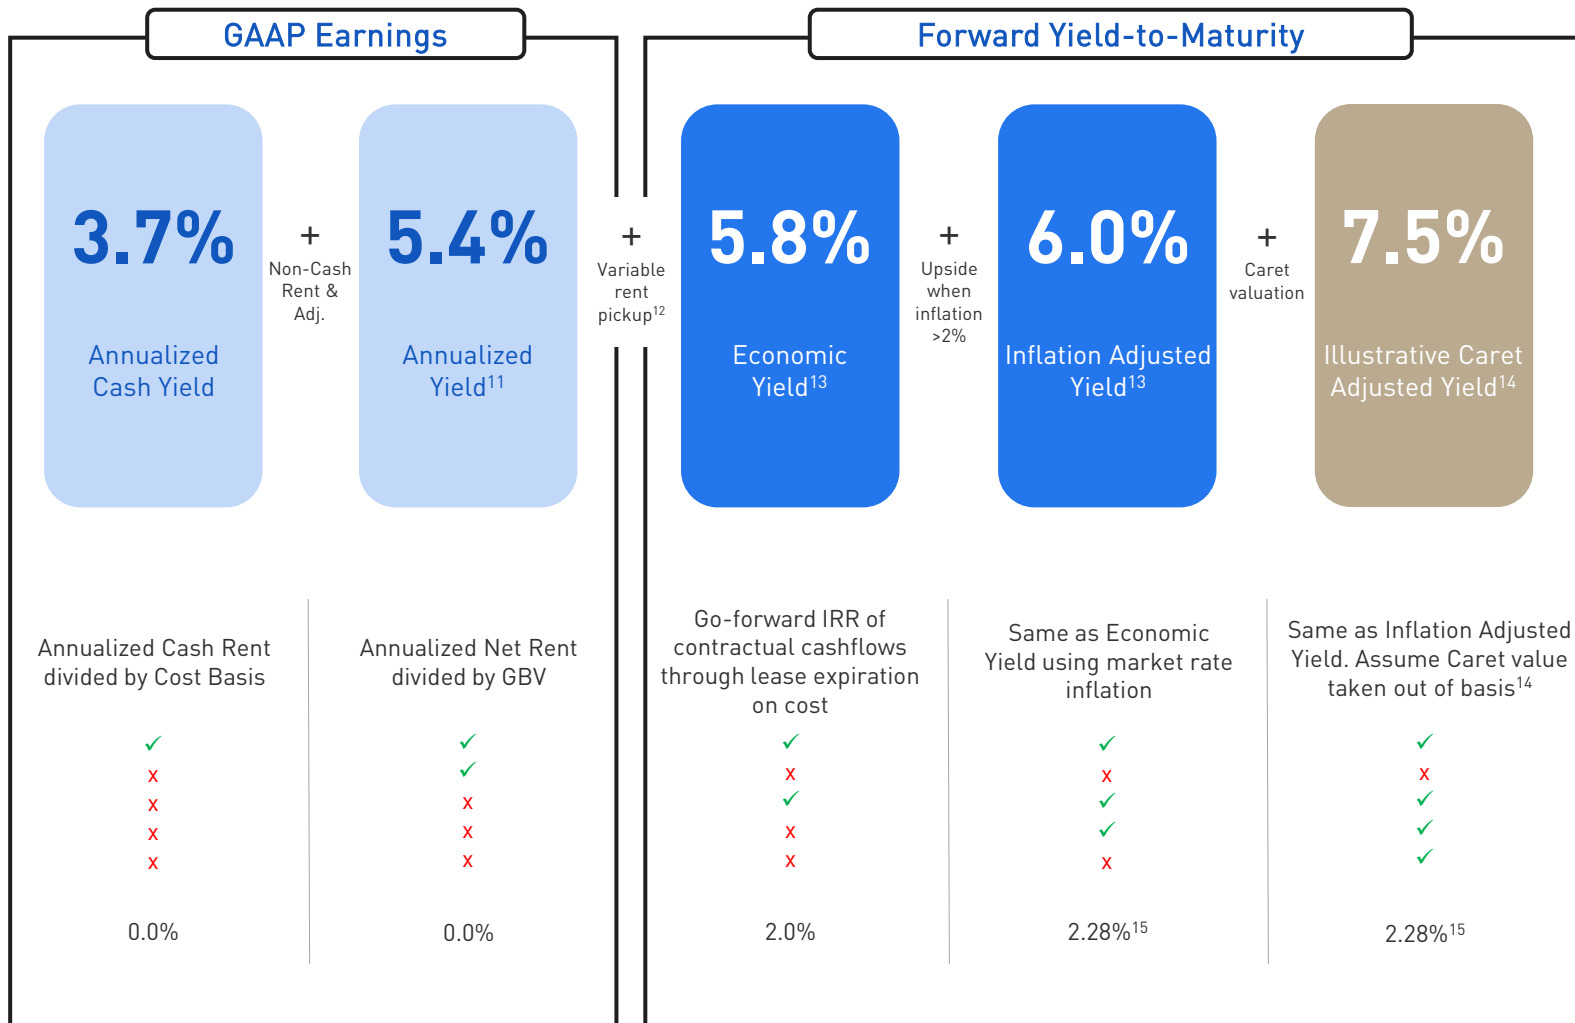 GAAP Earnings
Forward Yield-to-Maturity
3.7%
Annualized
Cash Yield
+
Non-Cash
Rent &
Adj.
5.4%
Annualized
Yield11
+
Variable
rent
pickup12
5.8%
Economic
Yield13
+
Upside
when
inflation
>2%
6.0%
Inflation Adjusted
Yield13
+
Caret
valuation
7.5%
Illustrative Caret
Adjusted Yield14
Annualized Cash Rent
divided by Cost Basis
✓
x
x
x
x
0.0%
Annualized Net Rent
divided by GBV
✓
✓
x
x
x
0.0%
Go-forward IRR of
contractual cashflows
through lease expiration
on cost
✓
x
✓
x
x
2.0%
Same as Economic
Yield using market rate
inflation
✓
x
✓
✓
x
2.28%15
Same as Inflation Adjusted
Yield. Assume Caret value
taken out of basis14
✓
x
✓
✓
✓
2.28%15